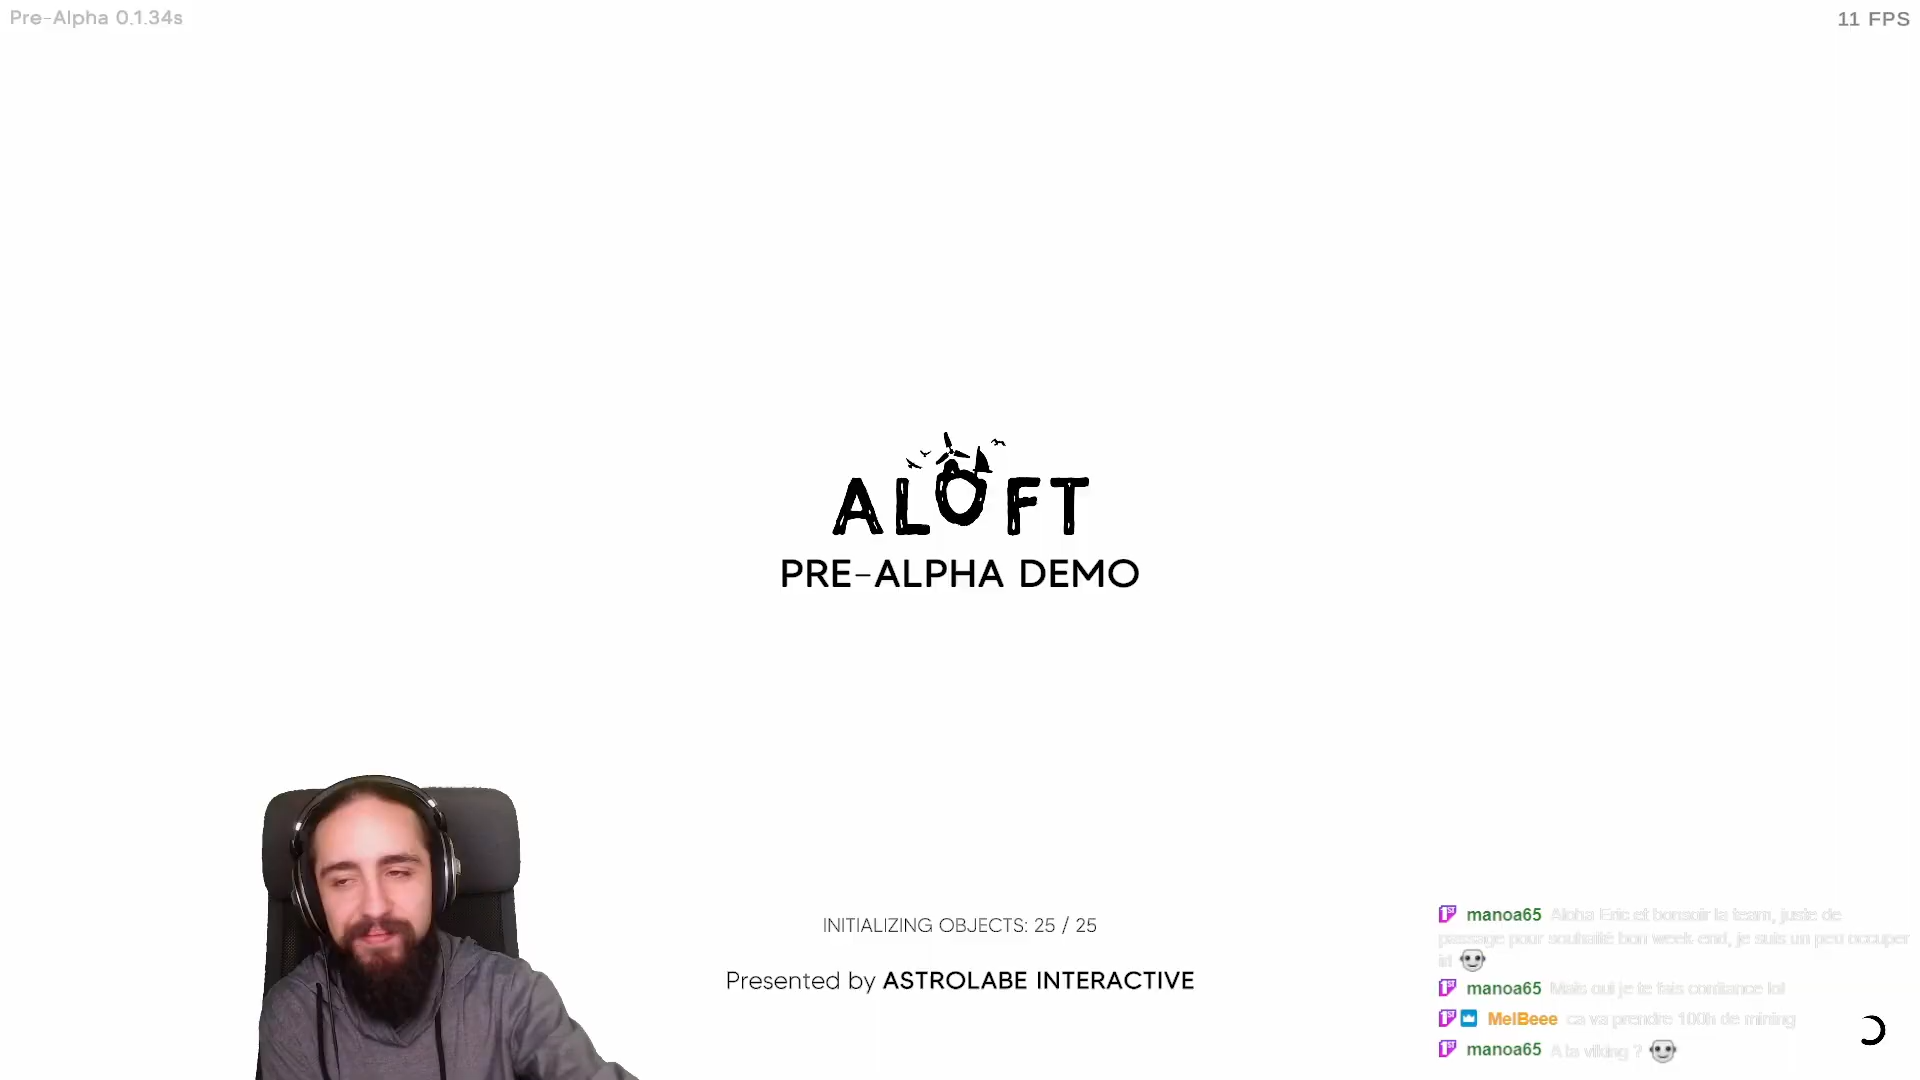 Pre-Alpha 0.1.34s
11 FPS
ALOFT
PRE-ALPHA DEMO
INITIALIZING OBJECTS: 25 / 25
Presented by ASTROLABE INTERACTIVE
manoa65 Aloha Eric et bonsoir la team, juste de
passage pour souhaité bon week end, je suis un peu occuper
manoa65 Mais oui je te fais confiance lol
MelBeee ca va prendre 100h de mining
manoa65 A la viking ?